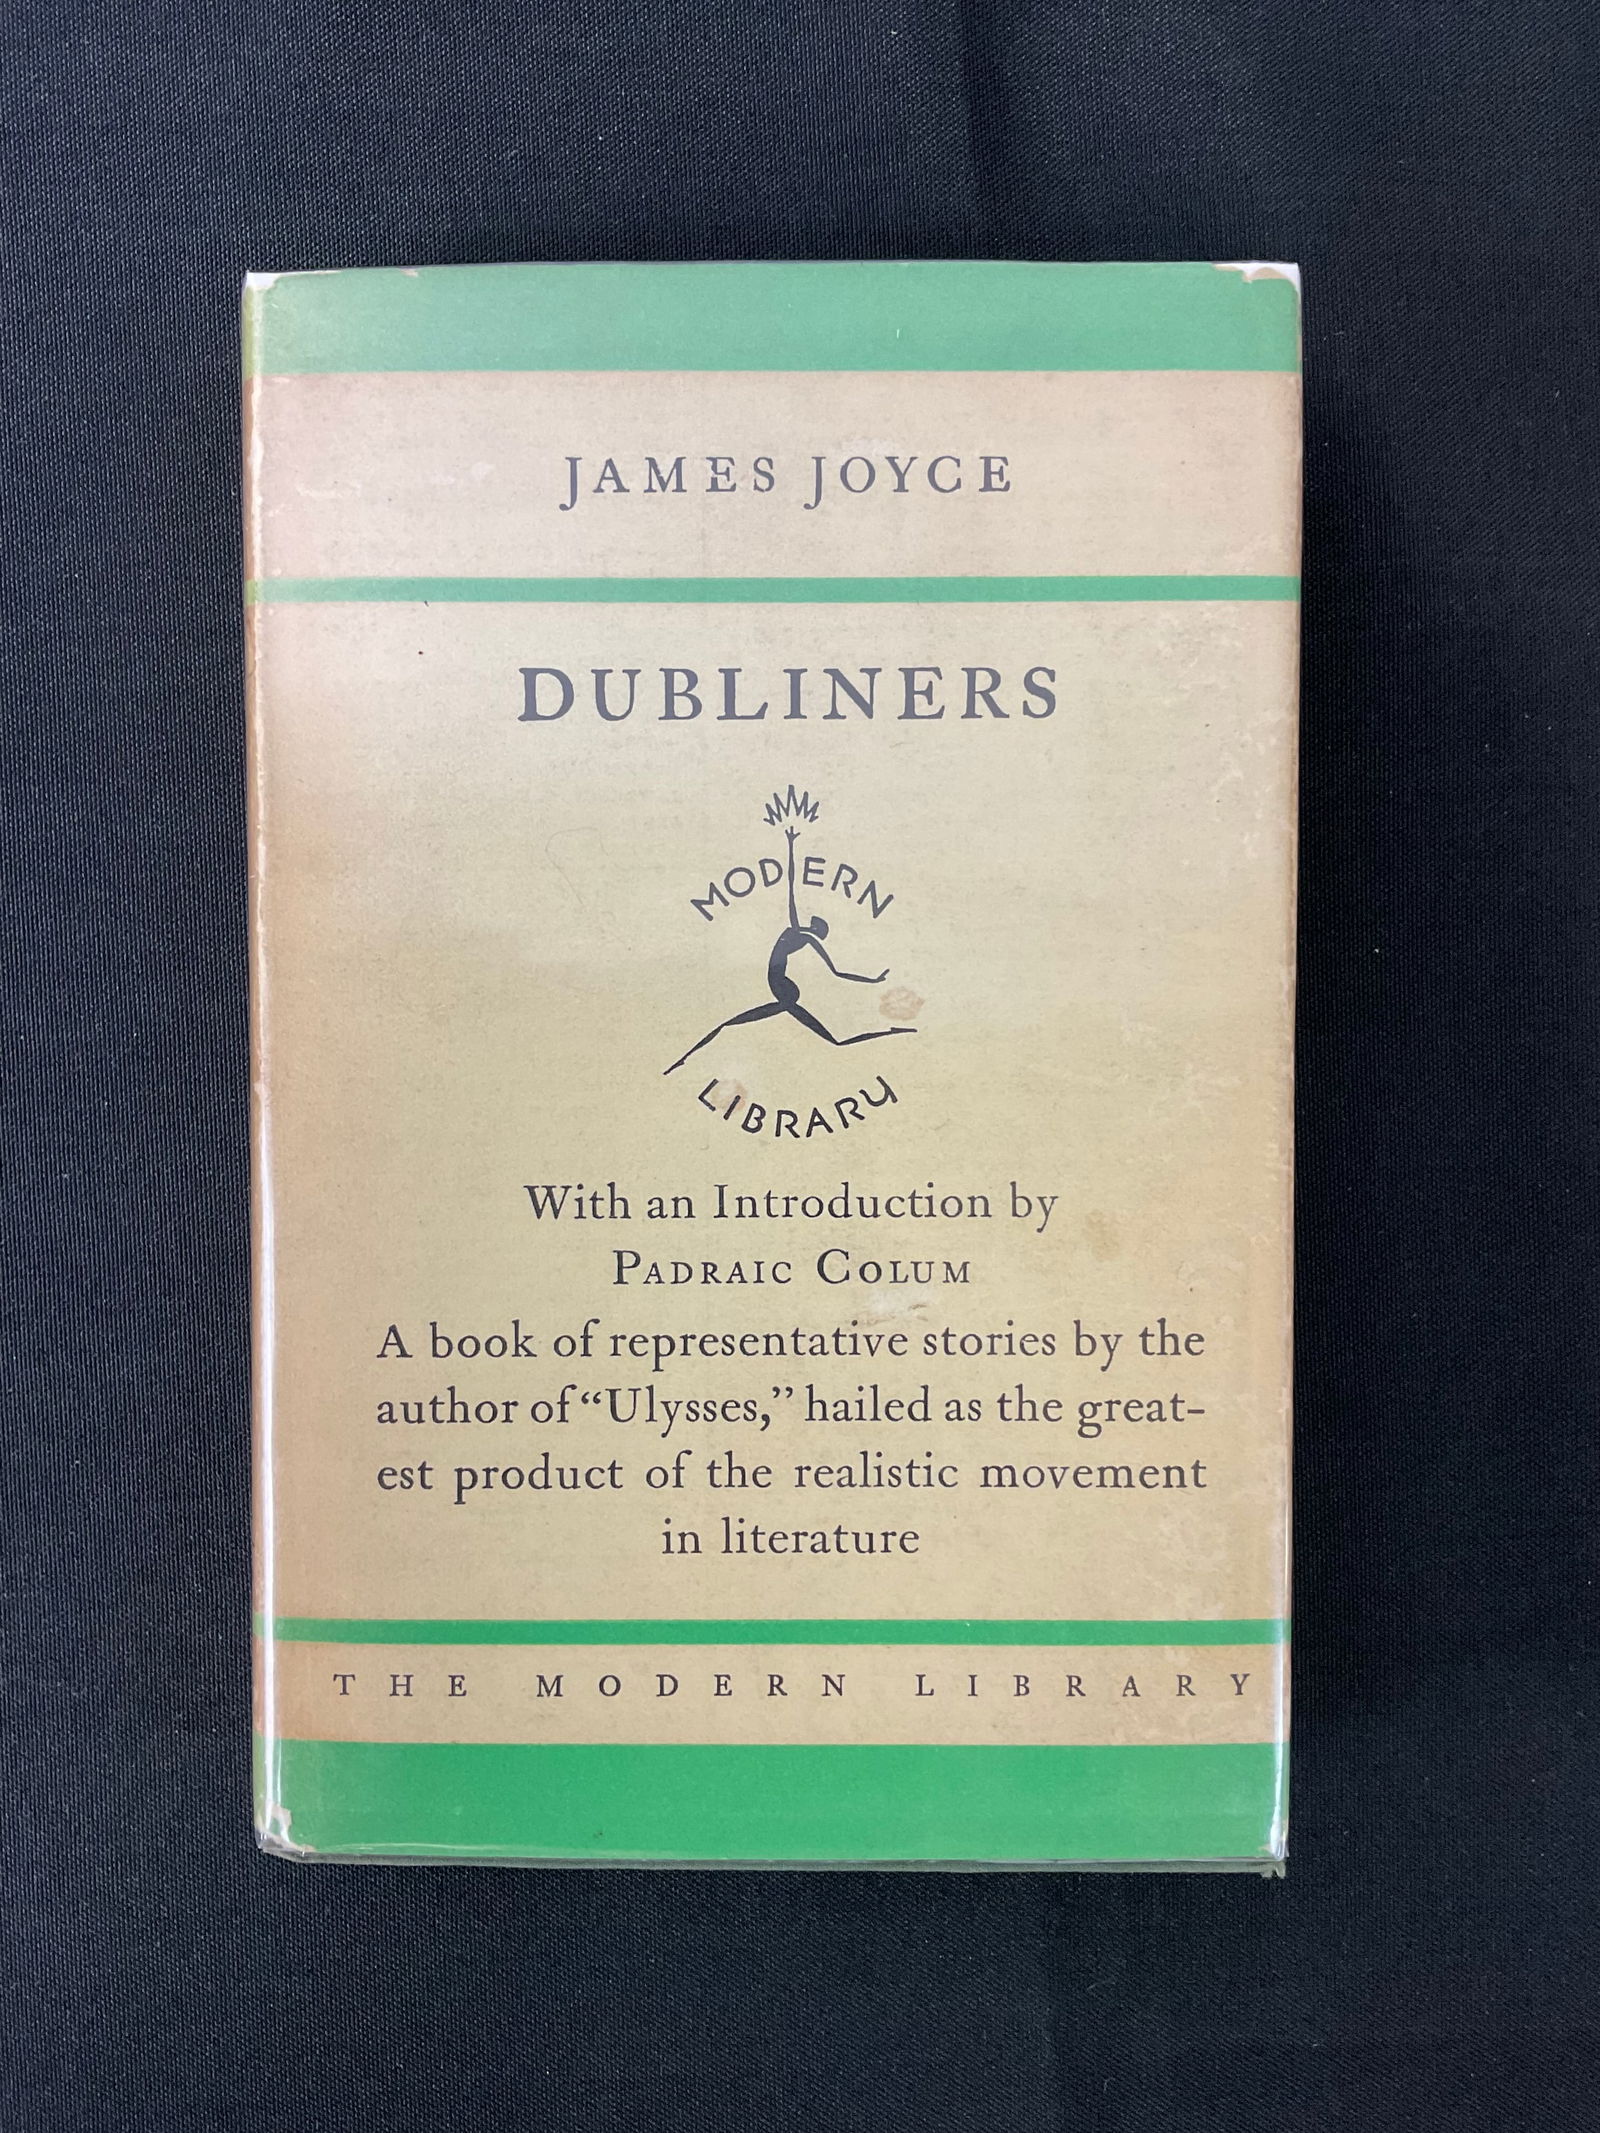 JAMES JOYCE
DUBLINERS
MODERN
LIBRARY
With an Introduction by
PADRAIC COLUM
A book of representative stories by the
author of “Ulysses,” hailed as the great-
est product of the realistic movement
in literature
THE MODERN LIBRARY